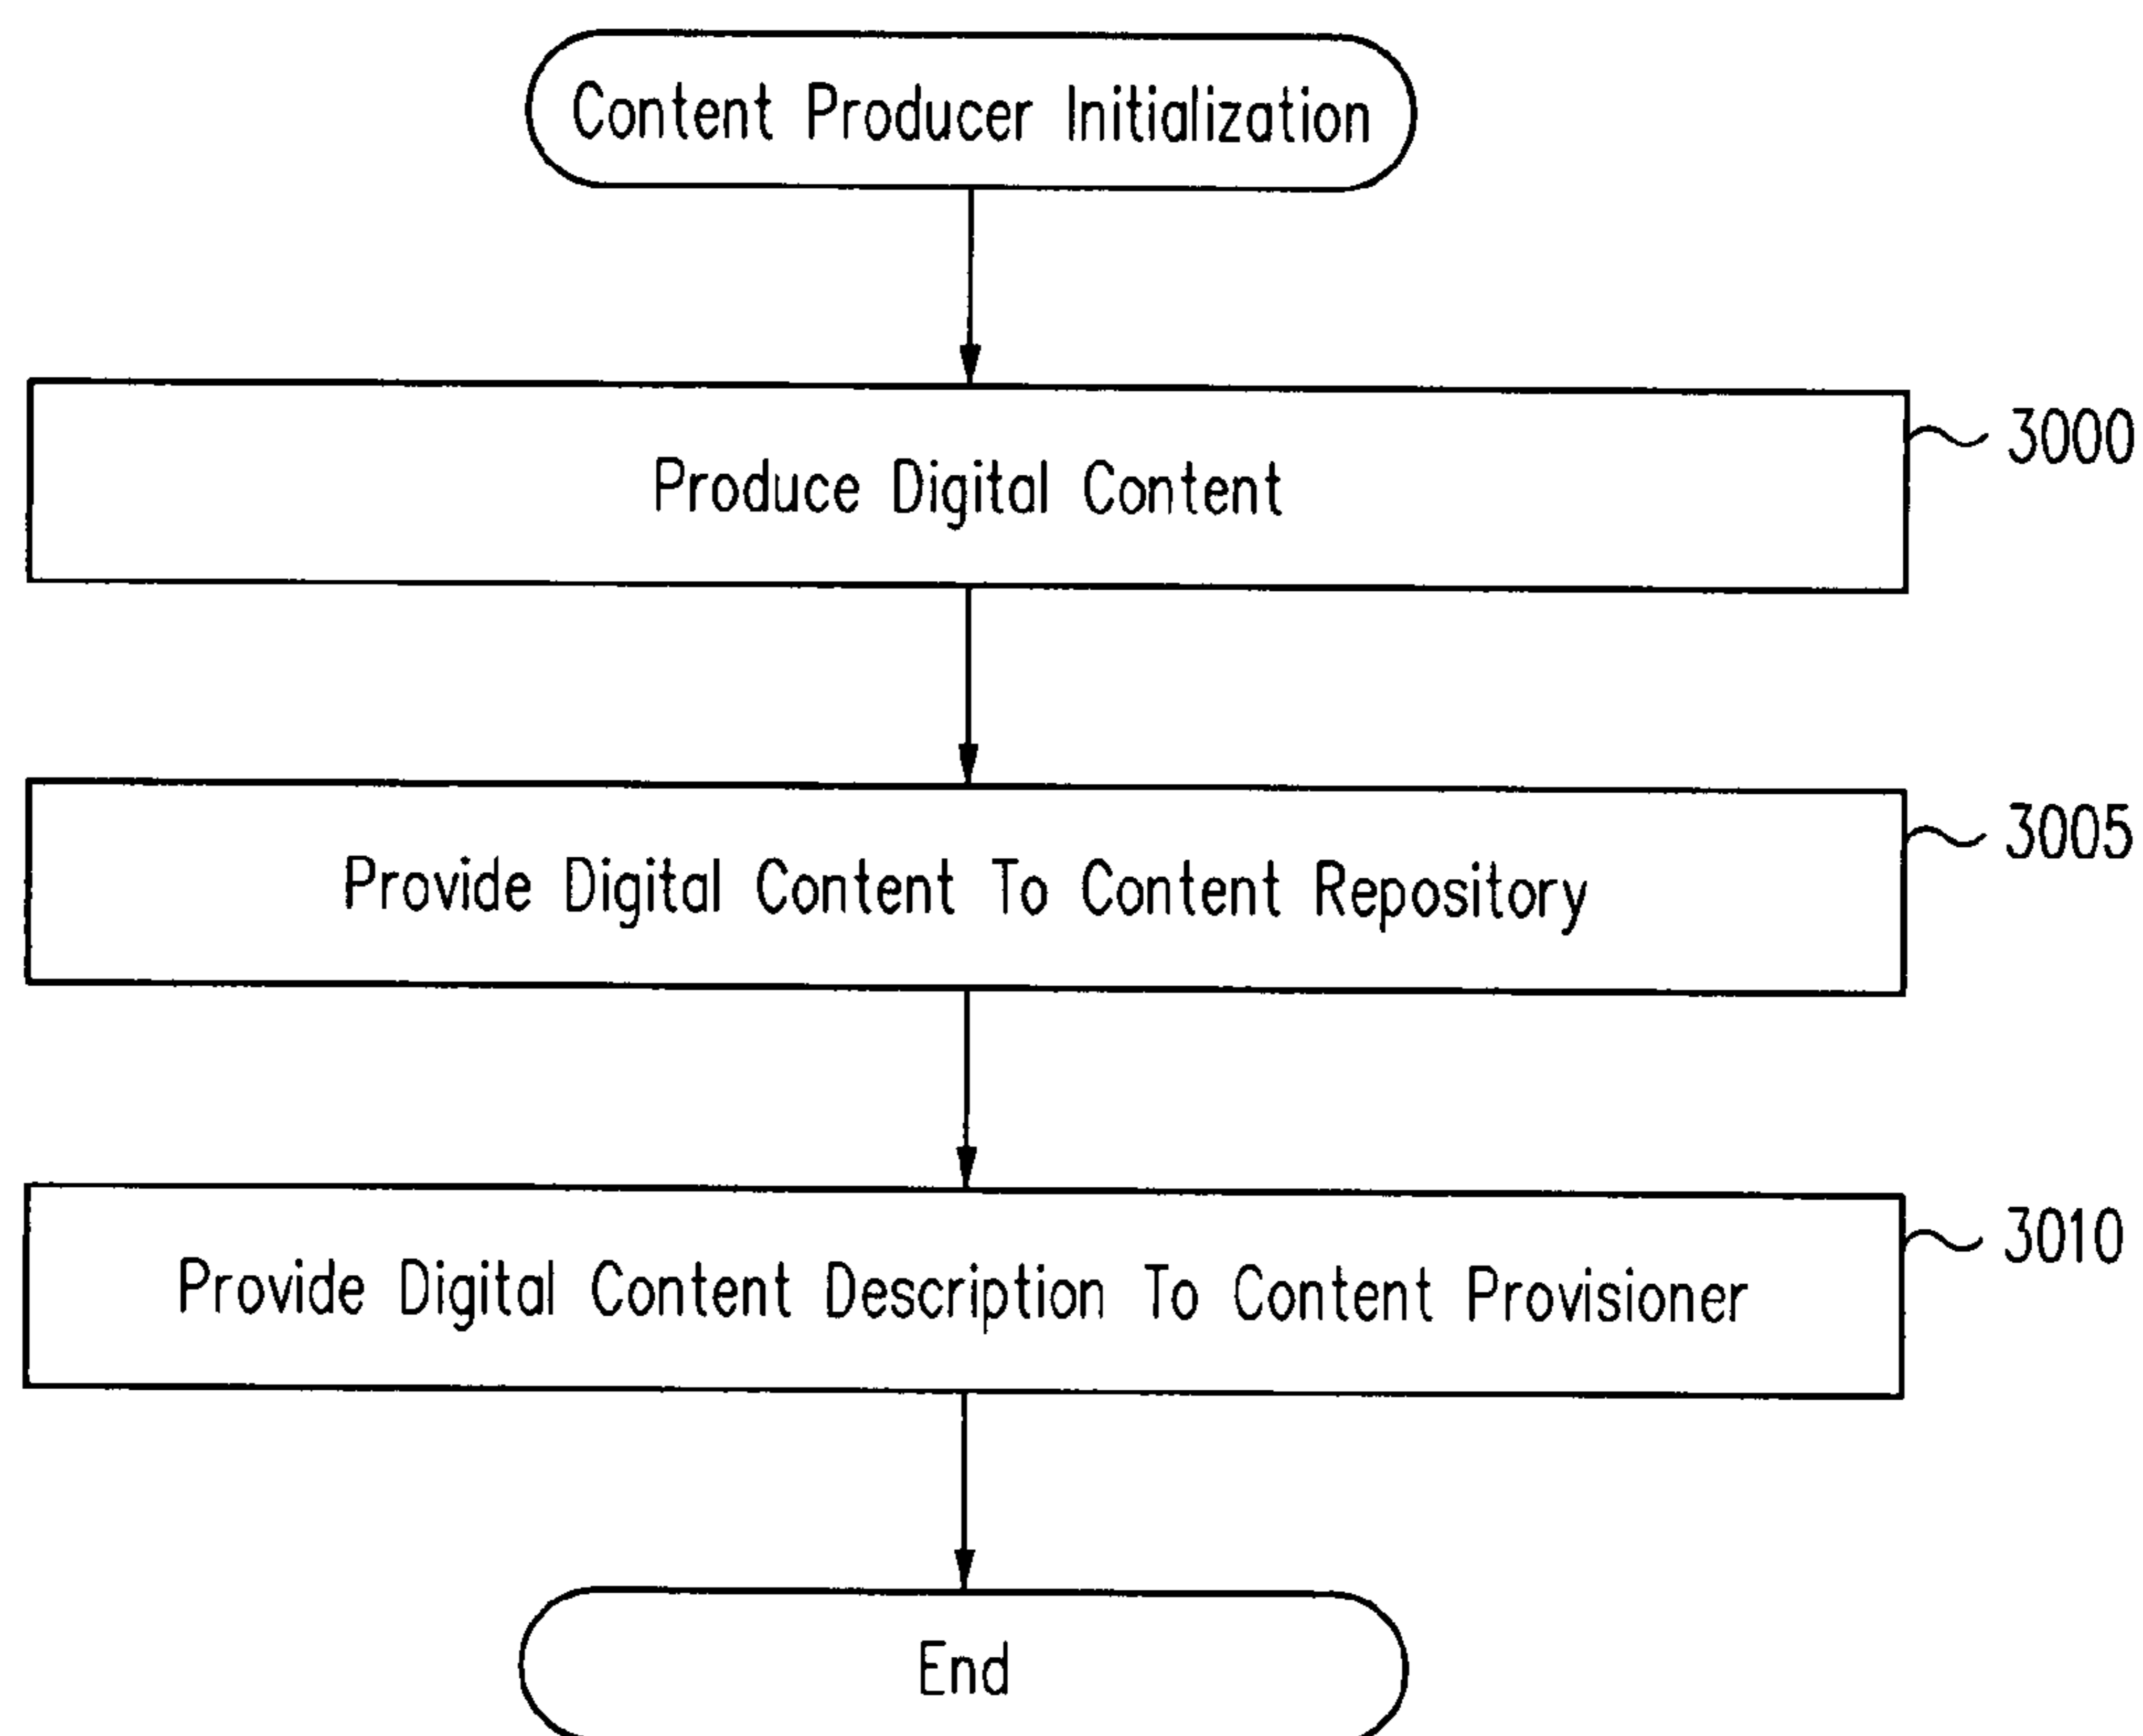 Content Producer Initialization
Produce Digital Content
3000
Provide Digital Content To Content Repository
3005
Provide Digital Content Description To Content Provisioner
3010
End